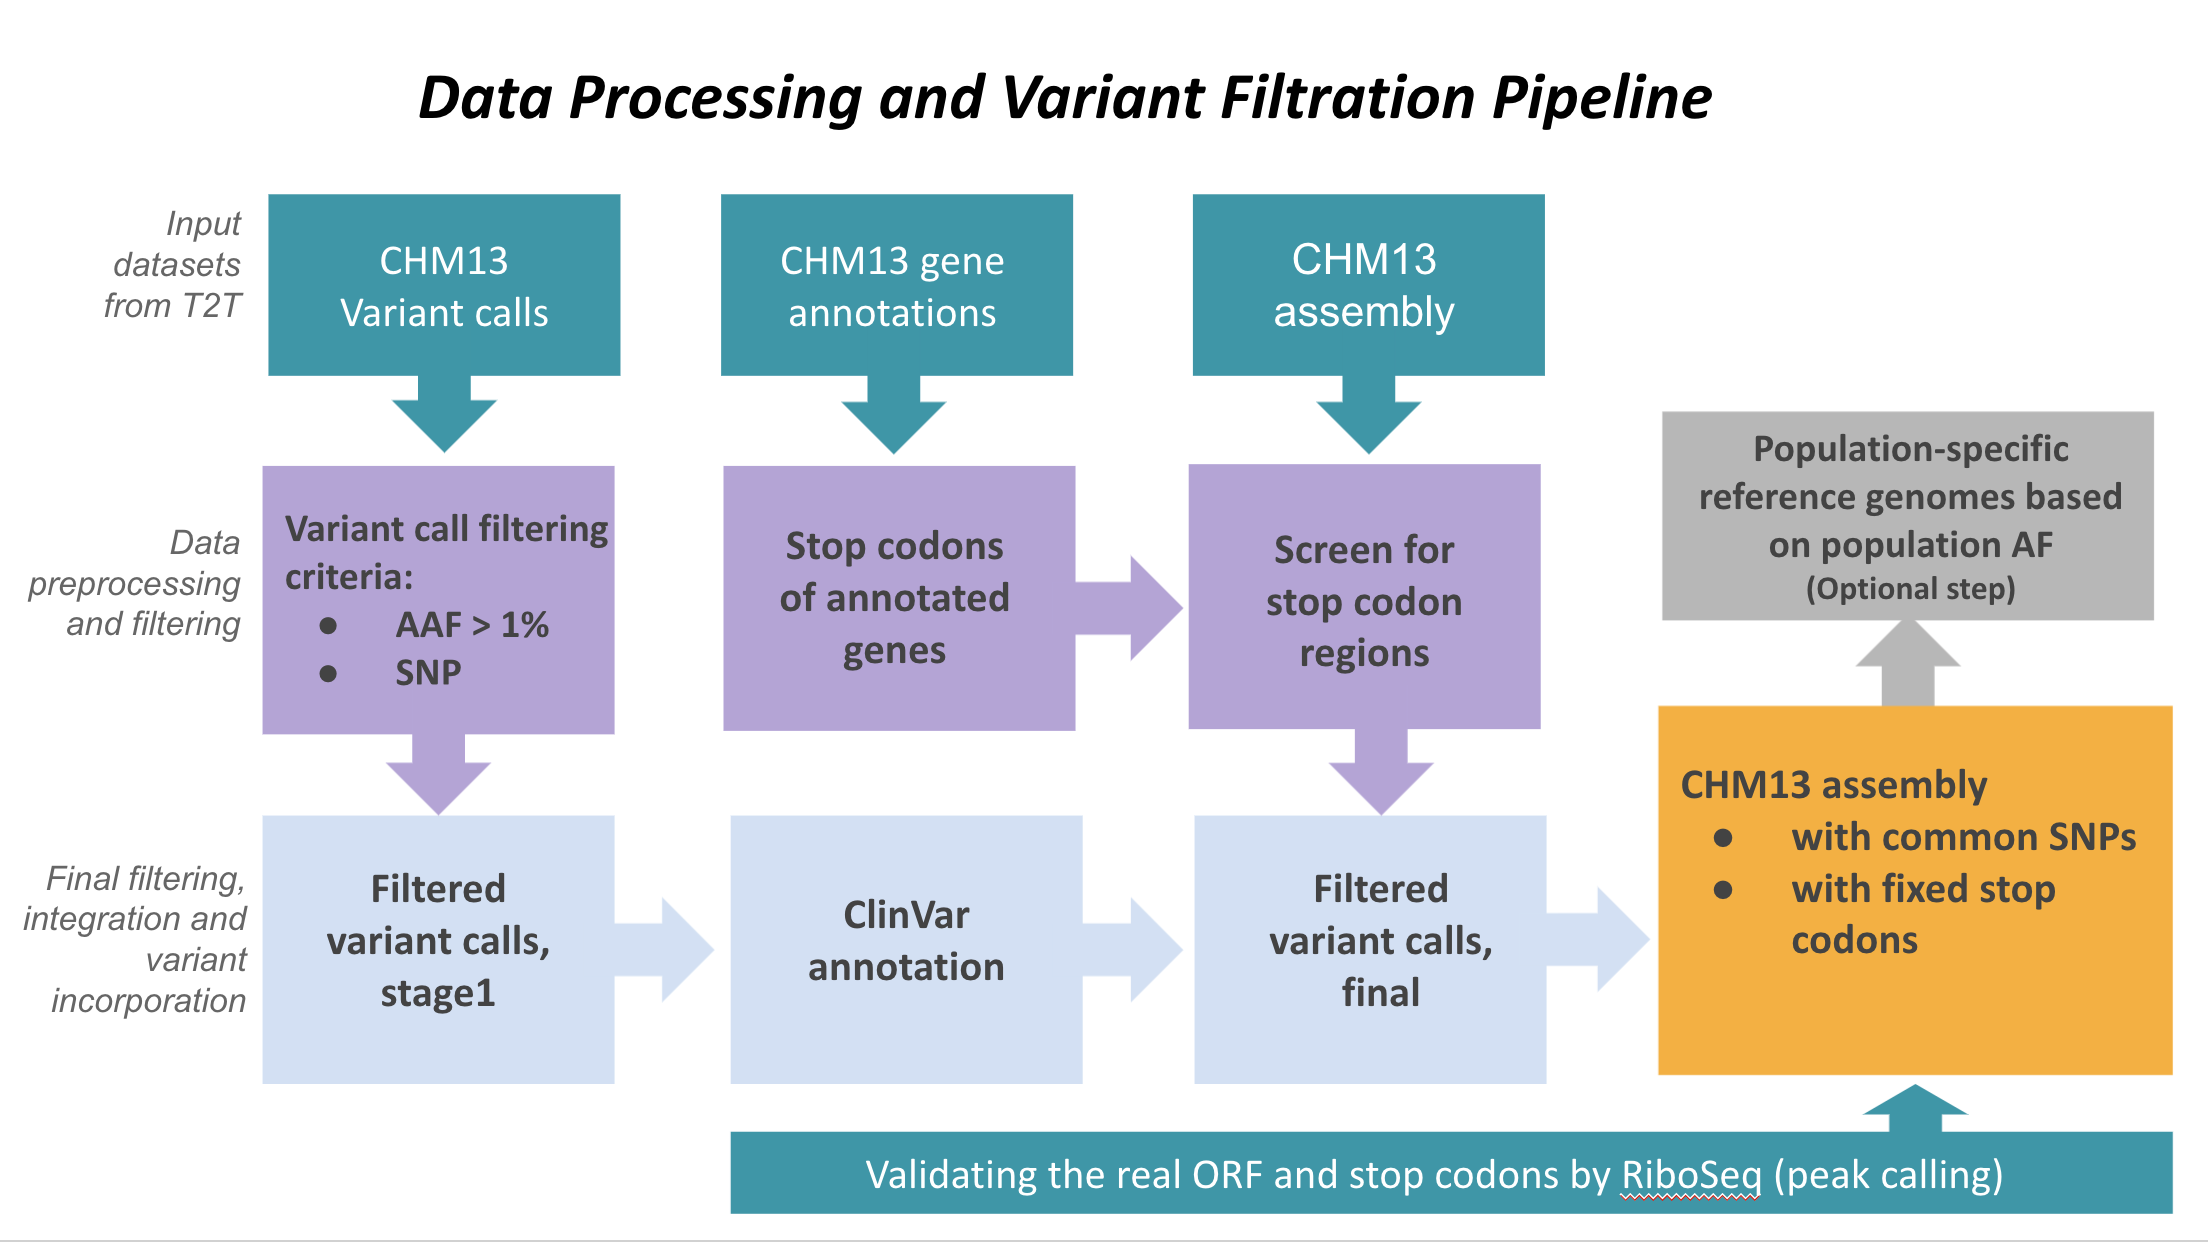 Data Processing and Variant Filtration Pipeline
Input
datasets
from T2T
CHM13
Variant calls
CHM13 gene
annotations
CHM13
assembly
Data
preprocessing
and filtering
Variant call filtering
criteria:
● AAF > 1%
● SNP
Stop codons
of annotated
genes
Screen for
stop codon
regions
Population-specific
reference genomes based
on population AF
(Optional step)
Final filtering,
integration and
variant
incorporation
Filtered
variant calls,
stage1
ClinVar
annotation
Filtered
variant calls,
final
CHM13 assembly
● with common SNPs
● with fixed stop
codons
Validating the real ORF and stop codons by RiboSeq (peak calling)